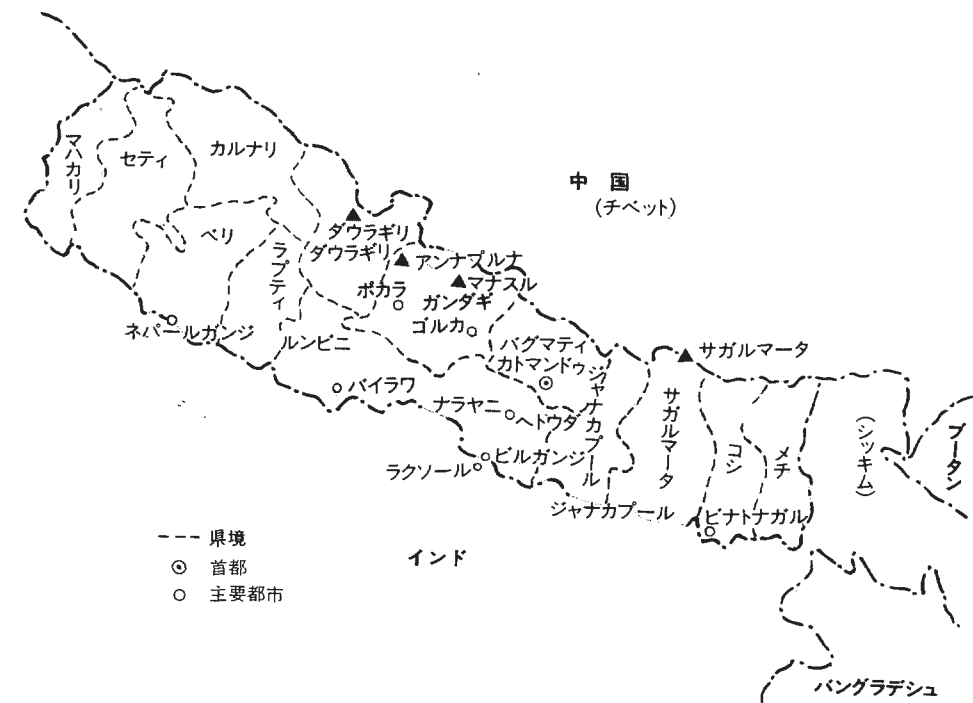 マハカリ
セティ
カルナリ
中国
(チベット)
ベリ
ラプティ
ダウラギリ
ダウラギリ
アンナプルナ
マナスル
ポカラ
ガンダキ
ゴルカ
ネパールガンジ
ルンビニ
バグマティ
カトマンドゥ
サガルマータ
バイラワ
ナラヤニ
ヘトウダ
ジャナカプール
サガルマータ
コシ
メチ
(シッキム)
ブータン
ラクソール
ビルガンジ
ジャナカプール
ビナトナガル
--- 県境
◎ 首都
○ 主要都市
インド
バングラデシュ